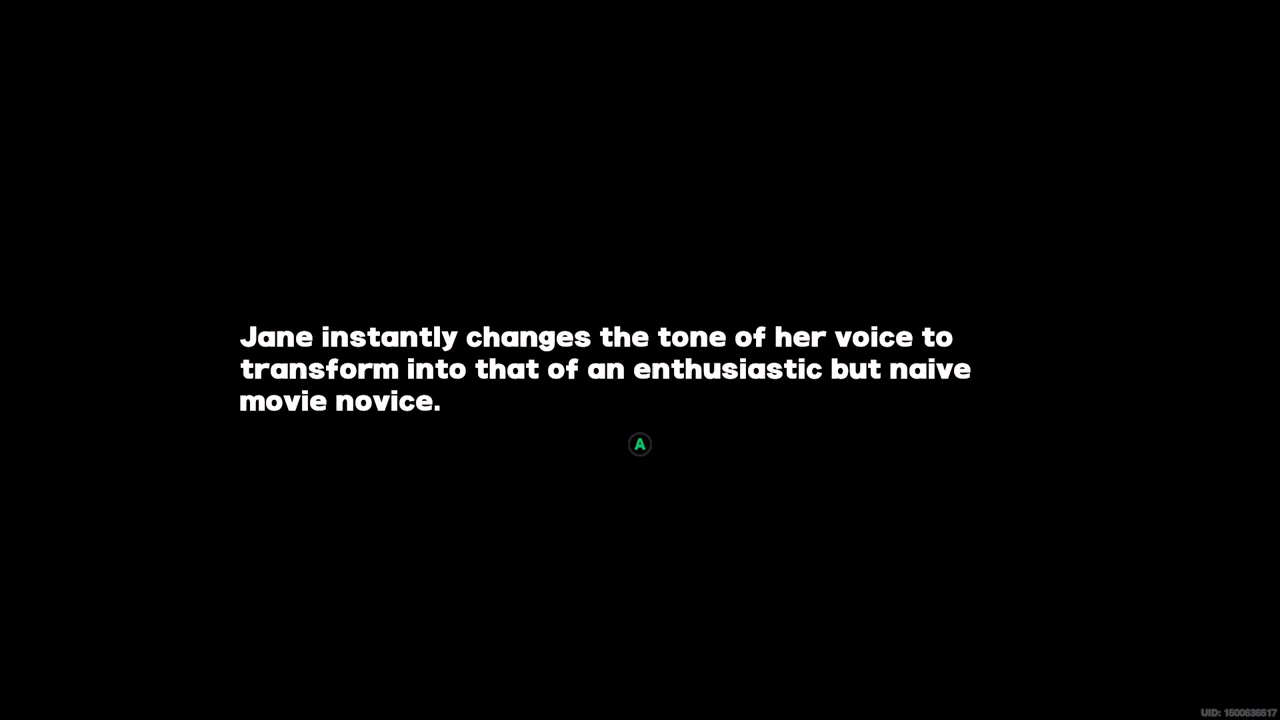 Jane instantly changes the tone of her voice to
transform into that of an enthusiastic but naive
movie novice.
A
UID: 1500636517